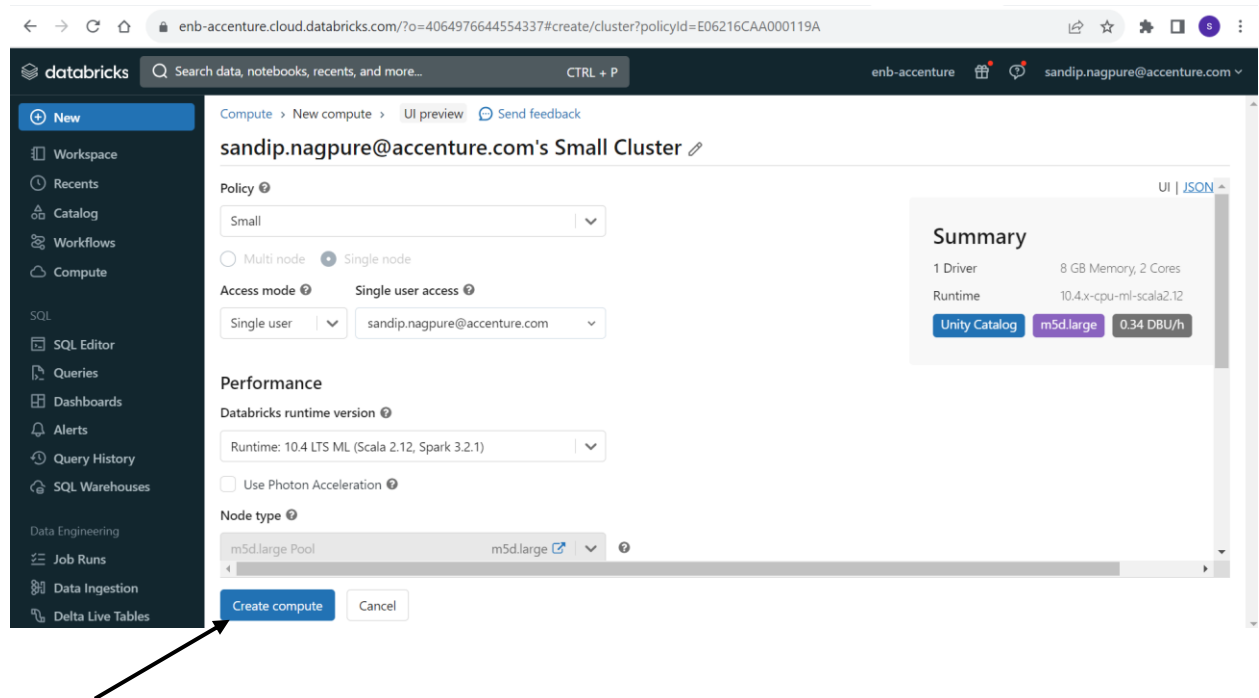 enb-accenture.cloud.databricks.com/?o=4064976644554337#create/cluster?policyId=E06216CAA000119A
S
databricks
Search data, notebooks, recents, and more...
CTRL + P
enb-accenture
sandip.nagpure@accenture.com
New
Workspace
Recents
Catalog
Workflows
Compute
SQL
SQL Editor
Queries
Dashboards
Alerts
Query History
SQL Warehouses
Data Engineering
Job Runs
Data Ingestion
Delta Live Tables
Compute > New compute > UI preview Send feedback
sandip.nagpure@accenture.com's Small Cluster
UI | JSON
Policy
Small
Multi node Single node
Access mode Single user access
Single user sandip.nagpure@accenture.com
Performance
Databricks runtime version
Runtime: 10.4 LTS ML (Scala 2.12, Spark 3.2.1)
Use Photon Acceleration
Node type
m5d.large Pool m5d.large
Create compute Cancel
Summary
1 Driver 8 GB Memory, 2 Cores
Runtime 10.4.x-cpu-ml-scala2.12
Unity Catalog m5d.large 0.34 DBU/h